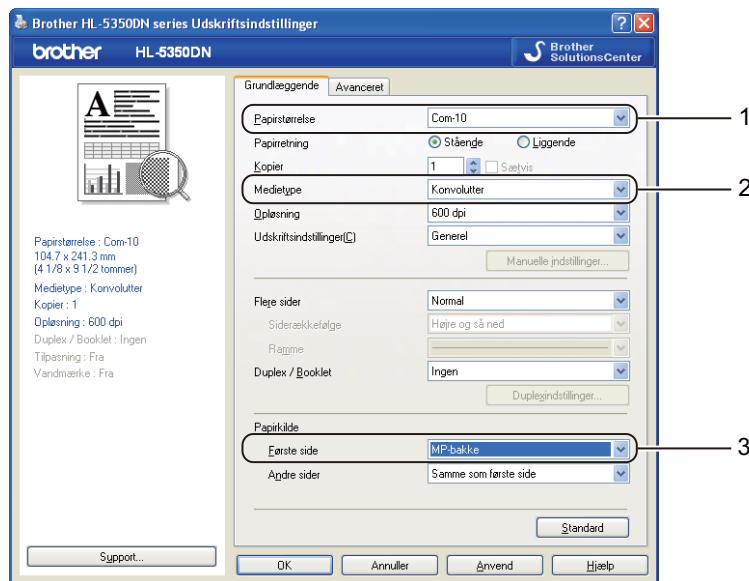 Brother HL-5350DN series Udskriftsindstillinger
brother HL-5350DN Brother SolutionsCenter
Grundlæggende Avanceret
Papirstørrelse Com-10 1
Papirretning Stående Liggende
Kopier 1 Sætvis
Medietype Konvolutter 2
Opløsning 600 dpi
Udskriftsindstillinger(C) Generel
Manuelle indstillinger...
Flere sider Normal
Siderækkefølge Højre og så ned
Ramme
Duplex / Booklet Ingen
Duplexindstillinger...
Papirkilde
Første side MP-bakke 3
Andre sider Samme som første side
Standard
A
Papirstørrelse : Com-10
104.7 x 241.3 mm
(4 1/8 x 9 1/2 tommer)
Medietype : Konvolutter
Kopier : 1
Opløsning : 600 dpi
Duplex / Booklet : Ingen
Tilpasning : Fra
Vandmærke : Fra
Support...
OK Annuller Anvend Hjælp